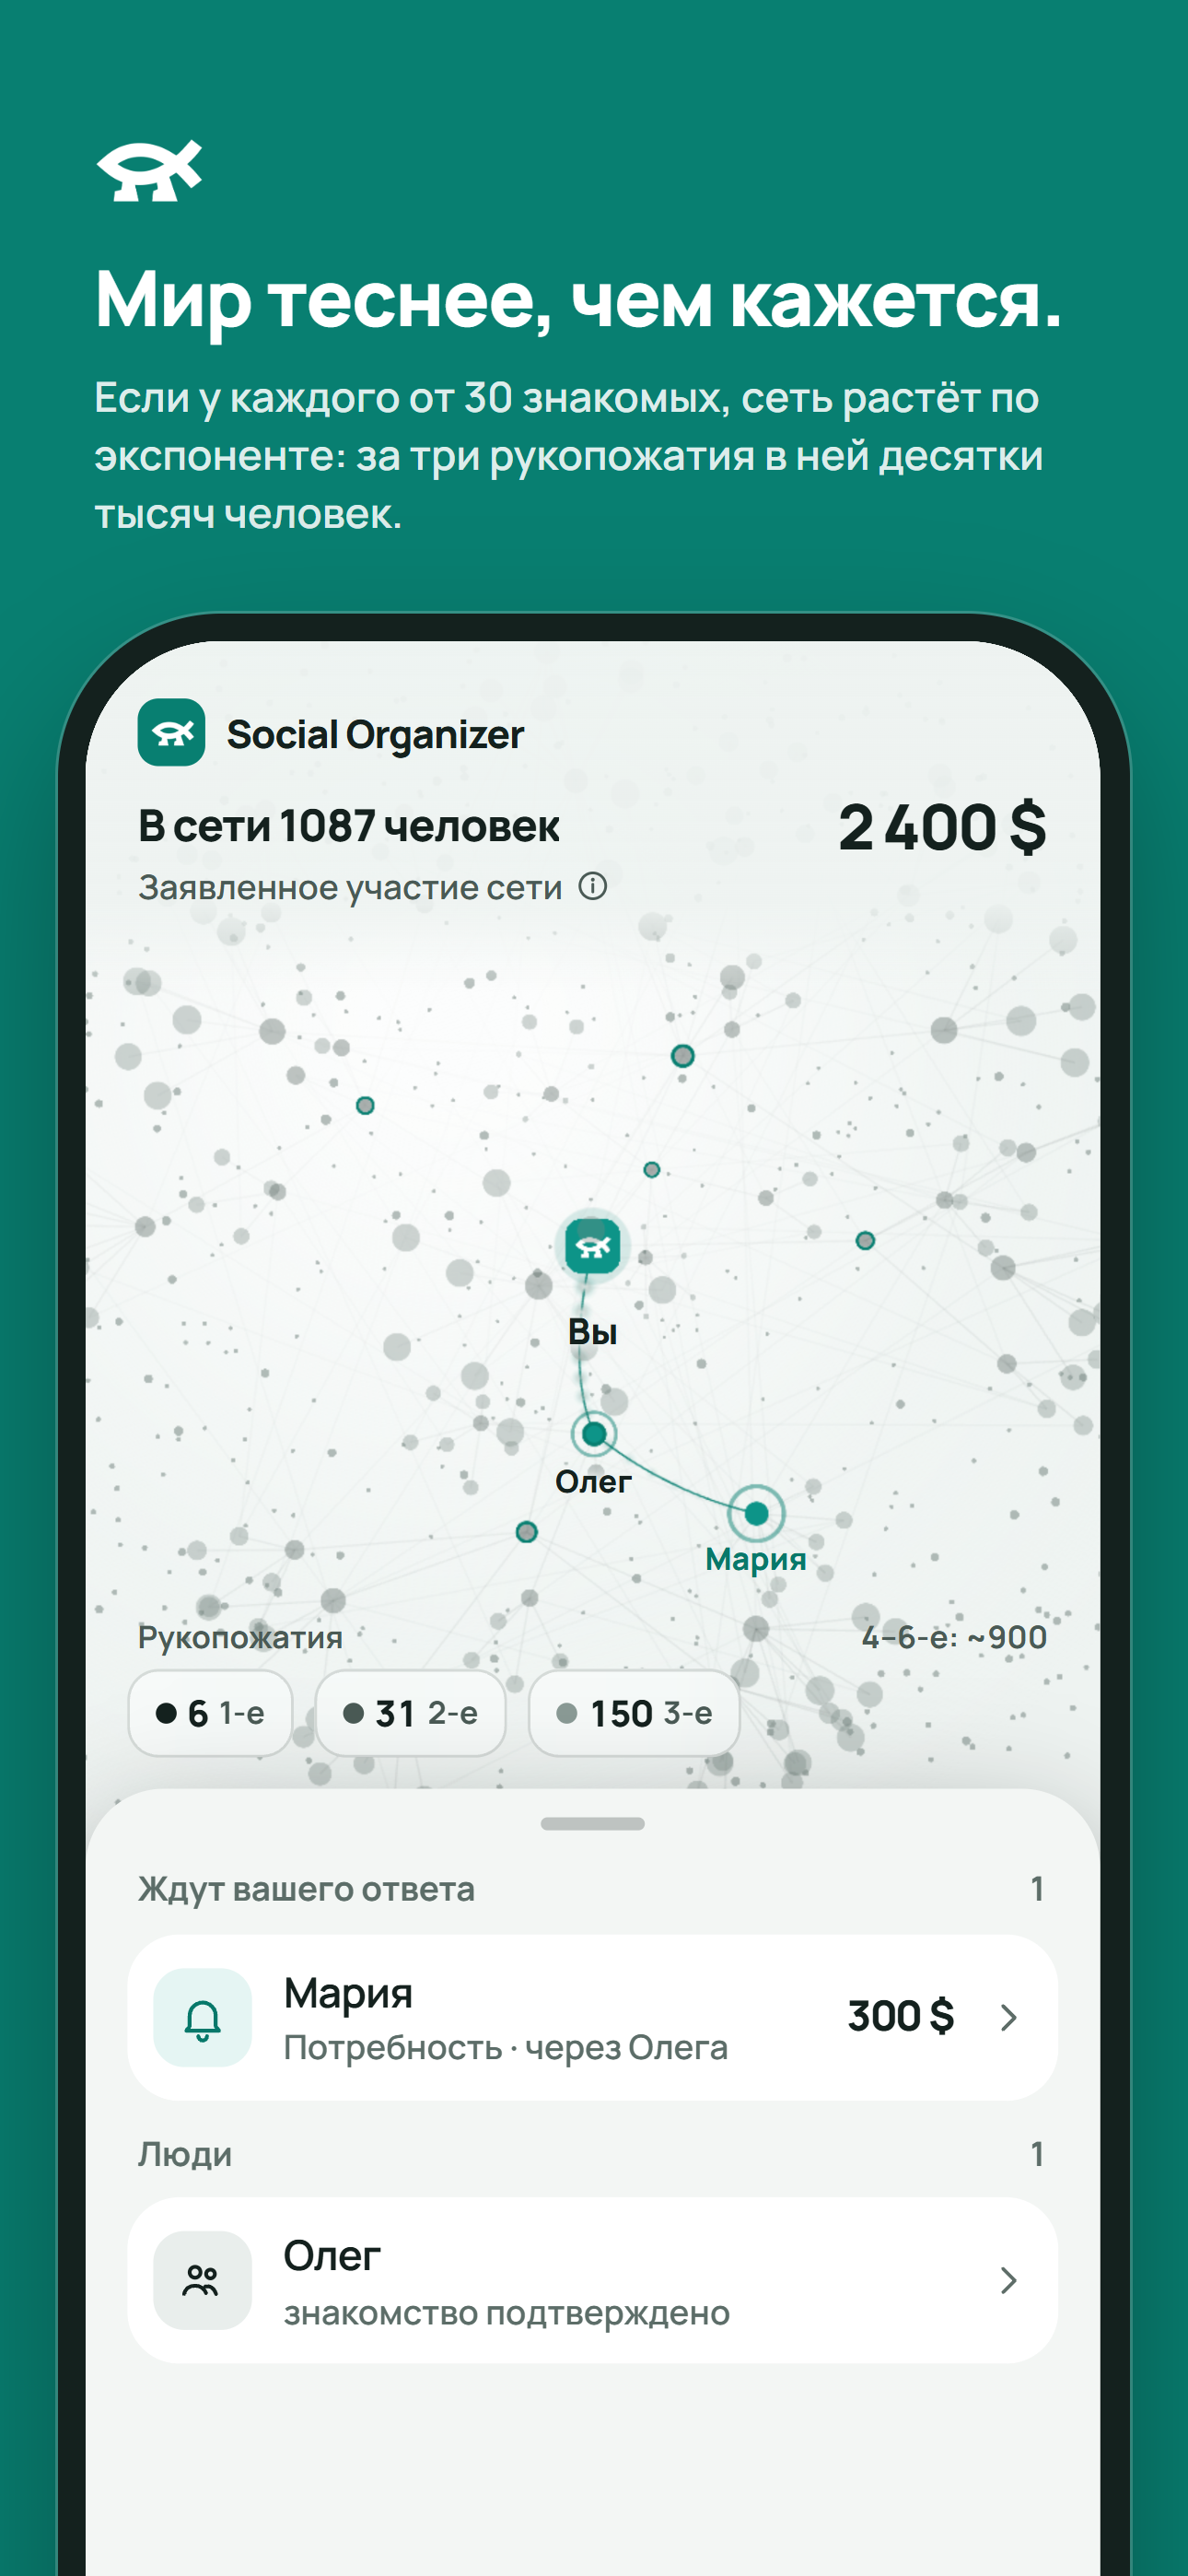 Мир теснее, чем кажется.
Если у каждого от 30 знакомых, сеть растёт по
экспоненте: за три рукопожатия в ней десятки
тысяч человек.
Social Organizer
В сети 1087 человек
2 400 $
Заявленное участие сети
Вы
Олег
Мария
Рукопожатия
4–6-е: ~900
6 1-е
31 2-е
150 3-е
Ждут вашего ответа
1
Мария
Потребность · через Олега
300 $
Люди
1
Олег
знакомство подтверждено